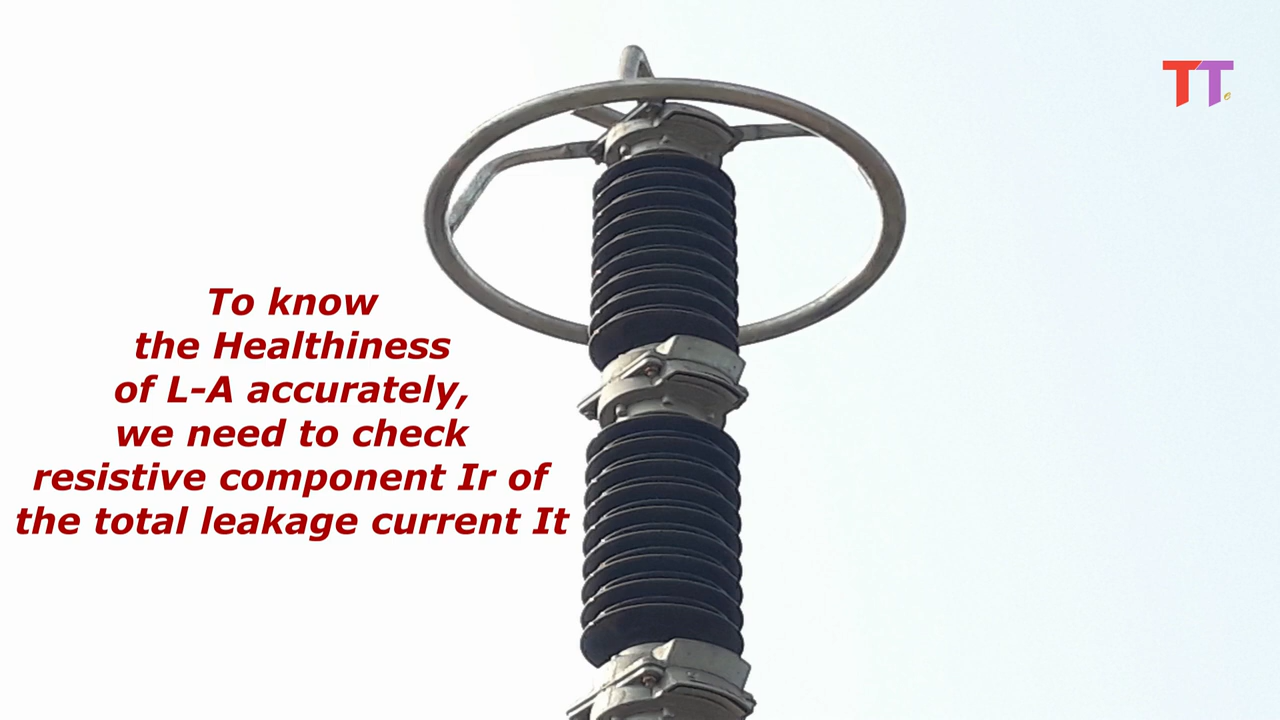 TT
To know
the Healthiness
of L-A accurately,
we need to check
resistive component Ir of
the total leakage current It